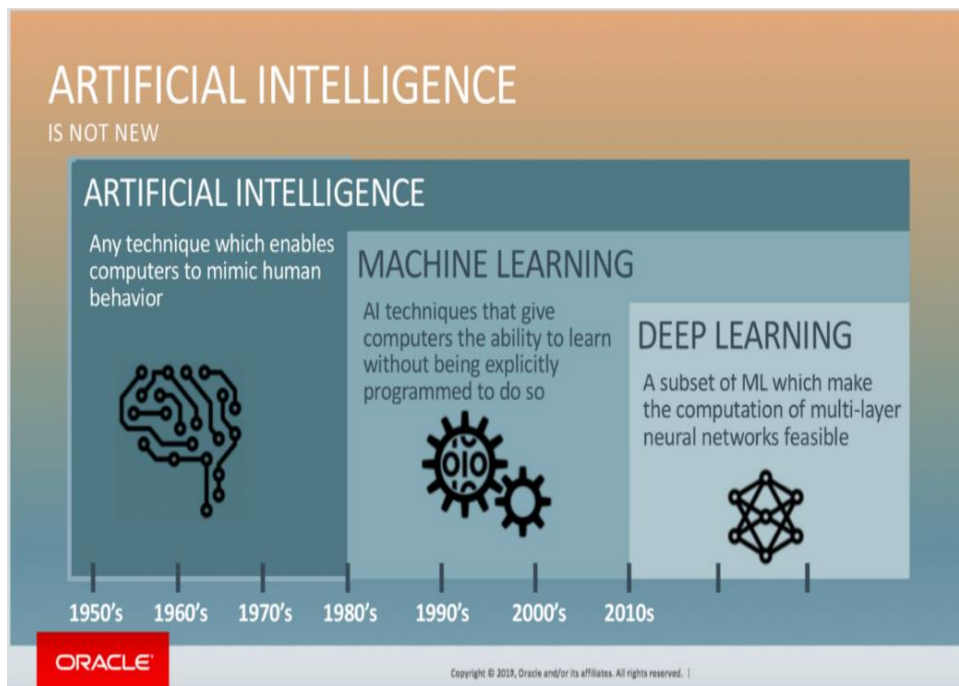 ARTIFICIAL INTELLIGENCE
IS NOT NEW
ARTIFICIAL INTELLIGENCE
Any technique which enables
computers to mimic human
behavior
MACHINE LEARNING
AI techniques that give
computers the ability to learn
without being explicitly
programmed to do so
OIO
DEEP LEARNING
A subset of ML which make
the computation of multi-layer
neural networks feasible
1950's 1960's 1970's 1980's 1990's 2000's 2010s
ORACLE
Copyright © 2019, Oracle and/or its affiliates. All rights reserved. |